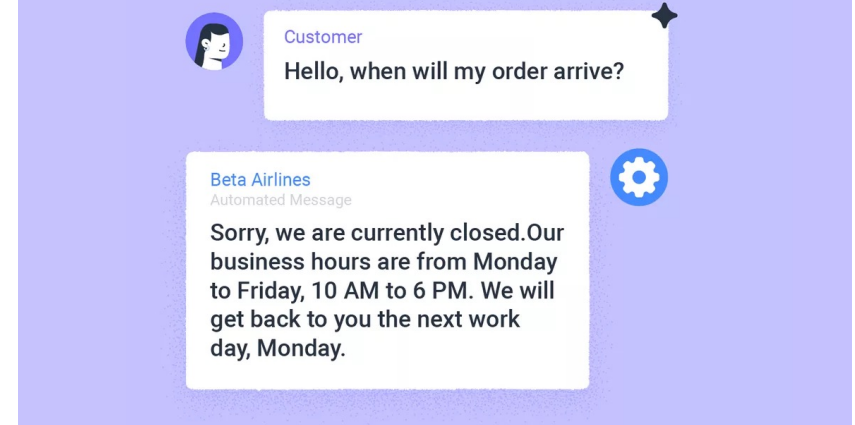 Customer
Hello, when will my order arrive?
Beta Airlines
Automated Message
Sorry, we are currently closed.Our
business hours are from Monday
to Friday, 10 AM to 6 PM. We will
get back to you the next work
day, Monday.